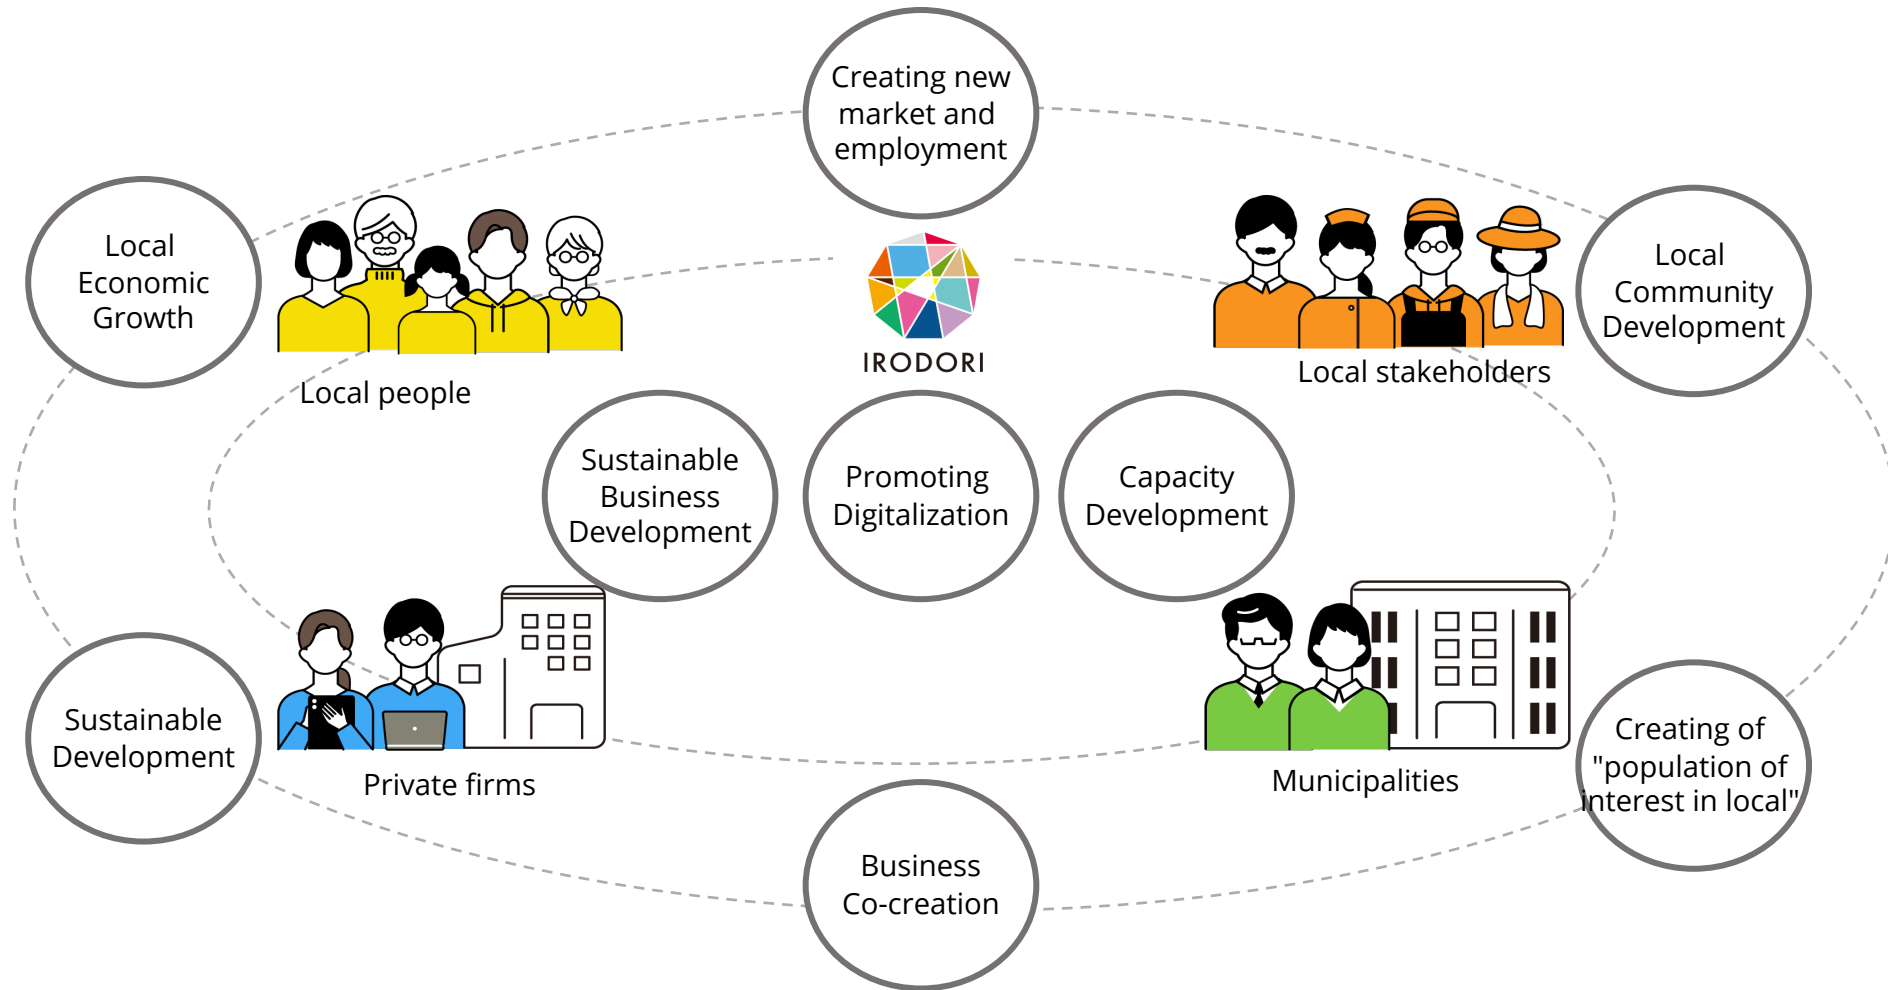 Creating new
market and
employment
Local
Economic
Growth
Local
Community
Development
IRODORI
Local people
Local stakeholders
Sustainable
Business
Development
Promoting
Digitalization
Capacity
Development
Sustainable
Development
Private firms
Municipalities
Creating of
"population of
interest in local"
Business
Co-creation